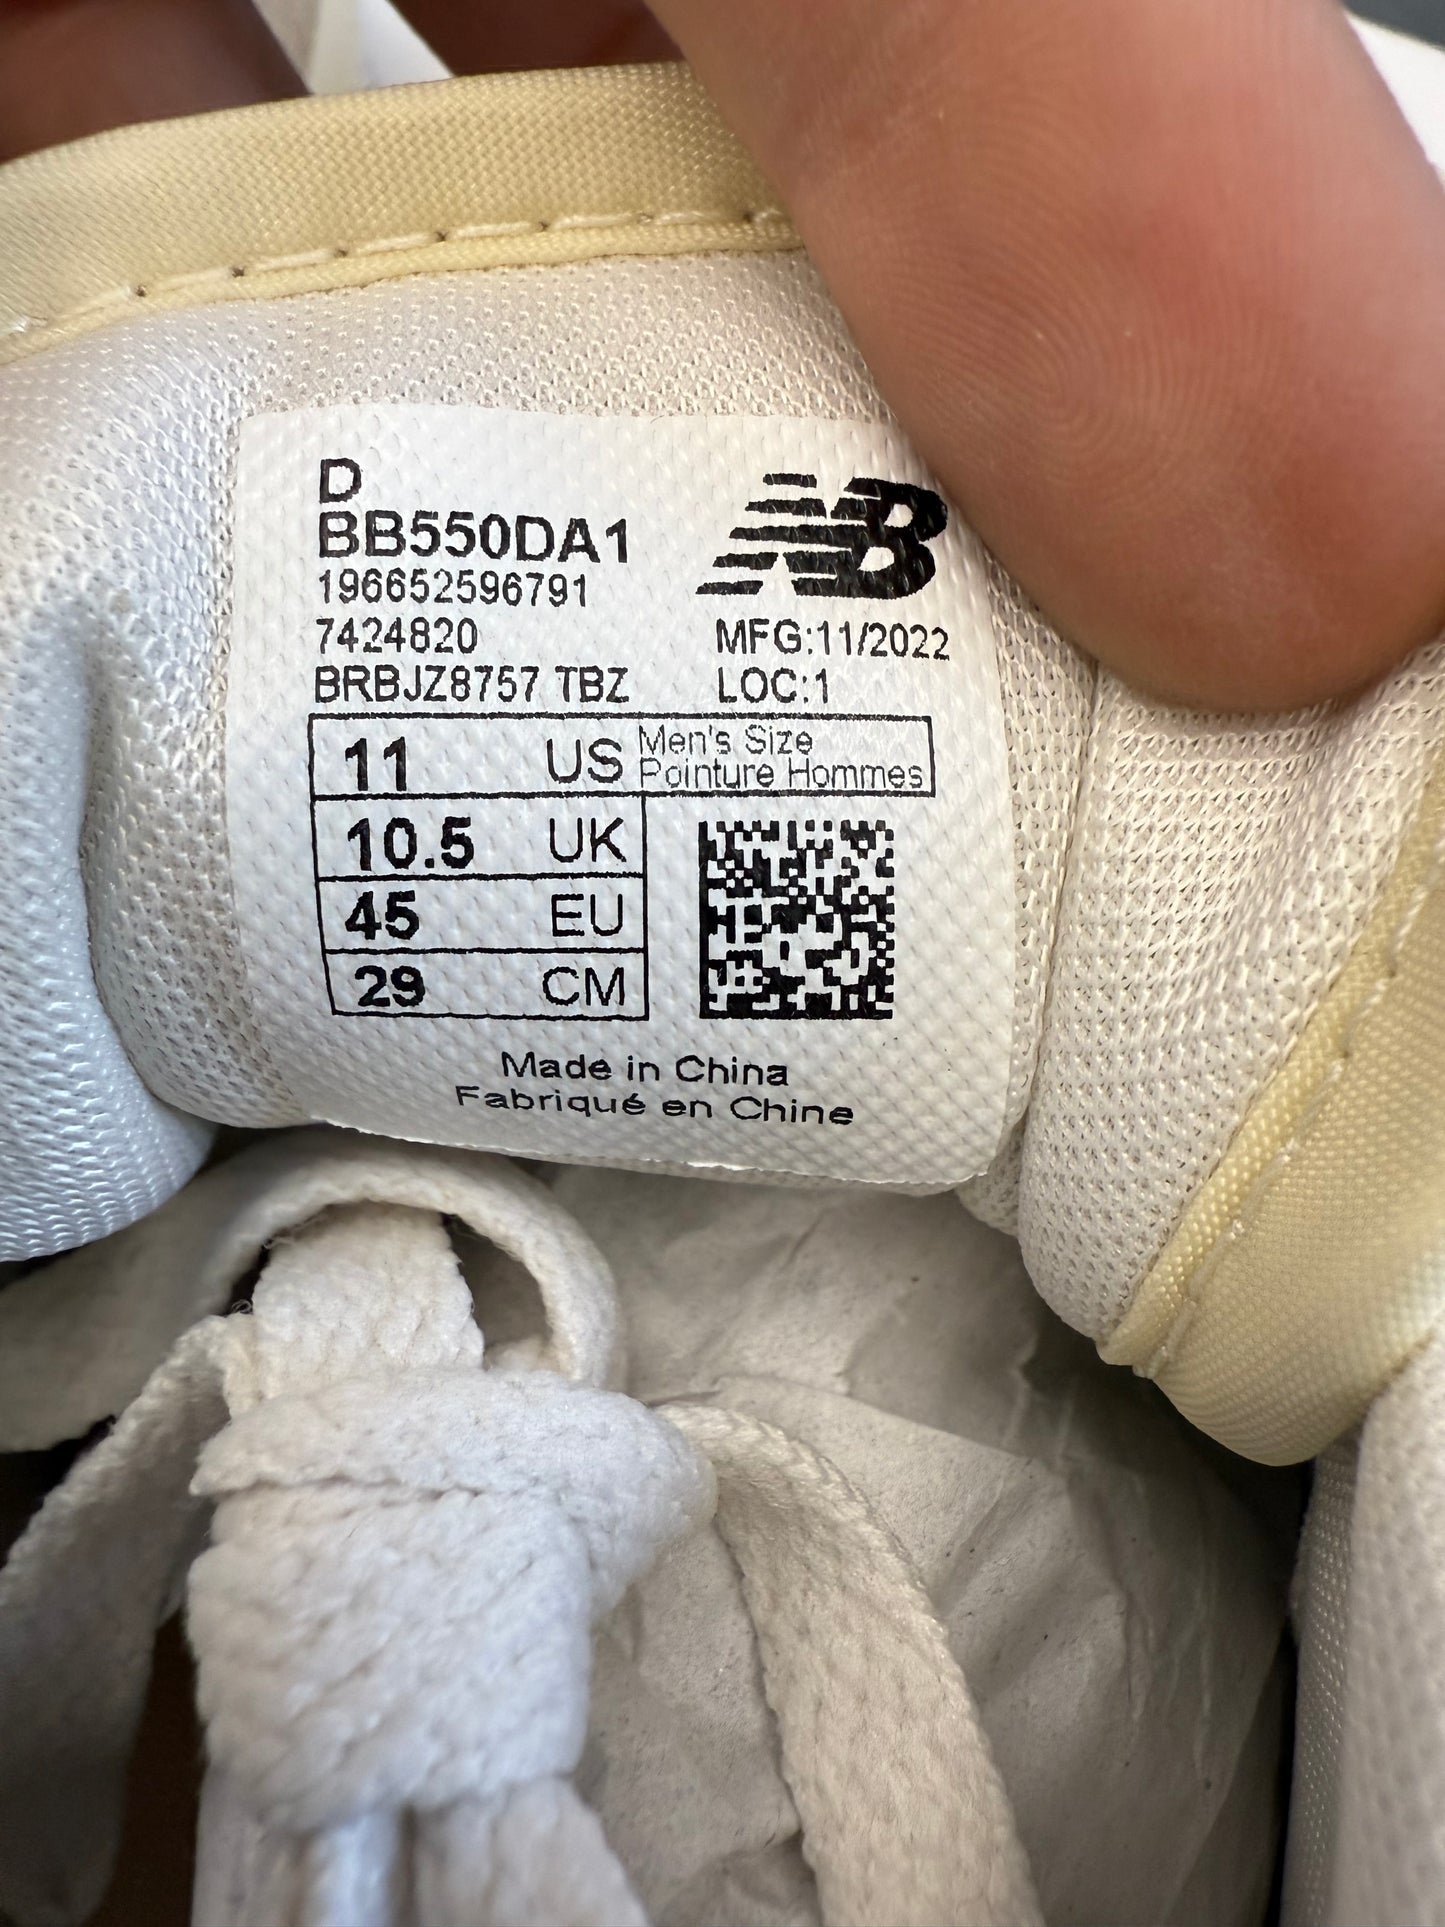 D
BB550DA1
NB
196652596791
7424820 MFG:11/2022
BRBJZ8757 TBZ LOC:1
11 US Men's Size
Pointure Hommes
10.5 UK
45 EU
29 CM
Made in China
Fabriqué en Chine